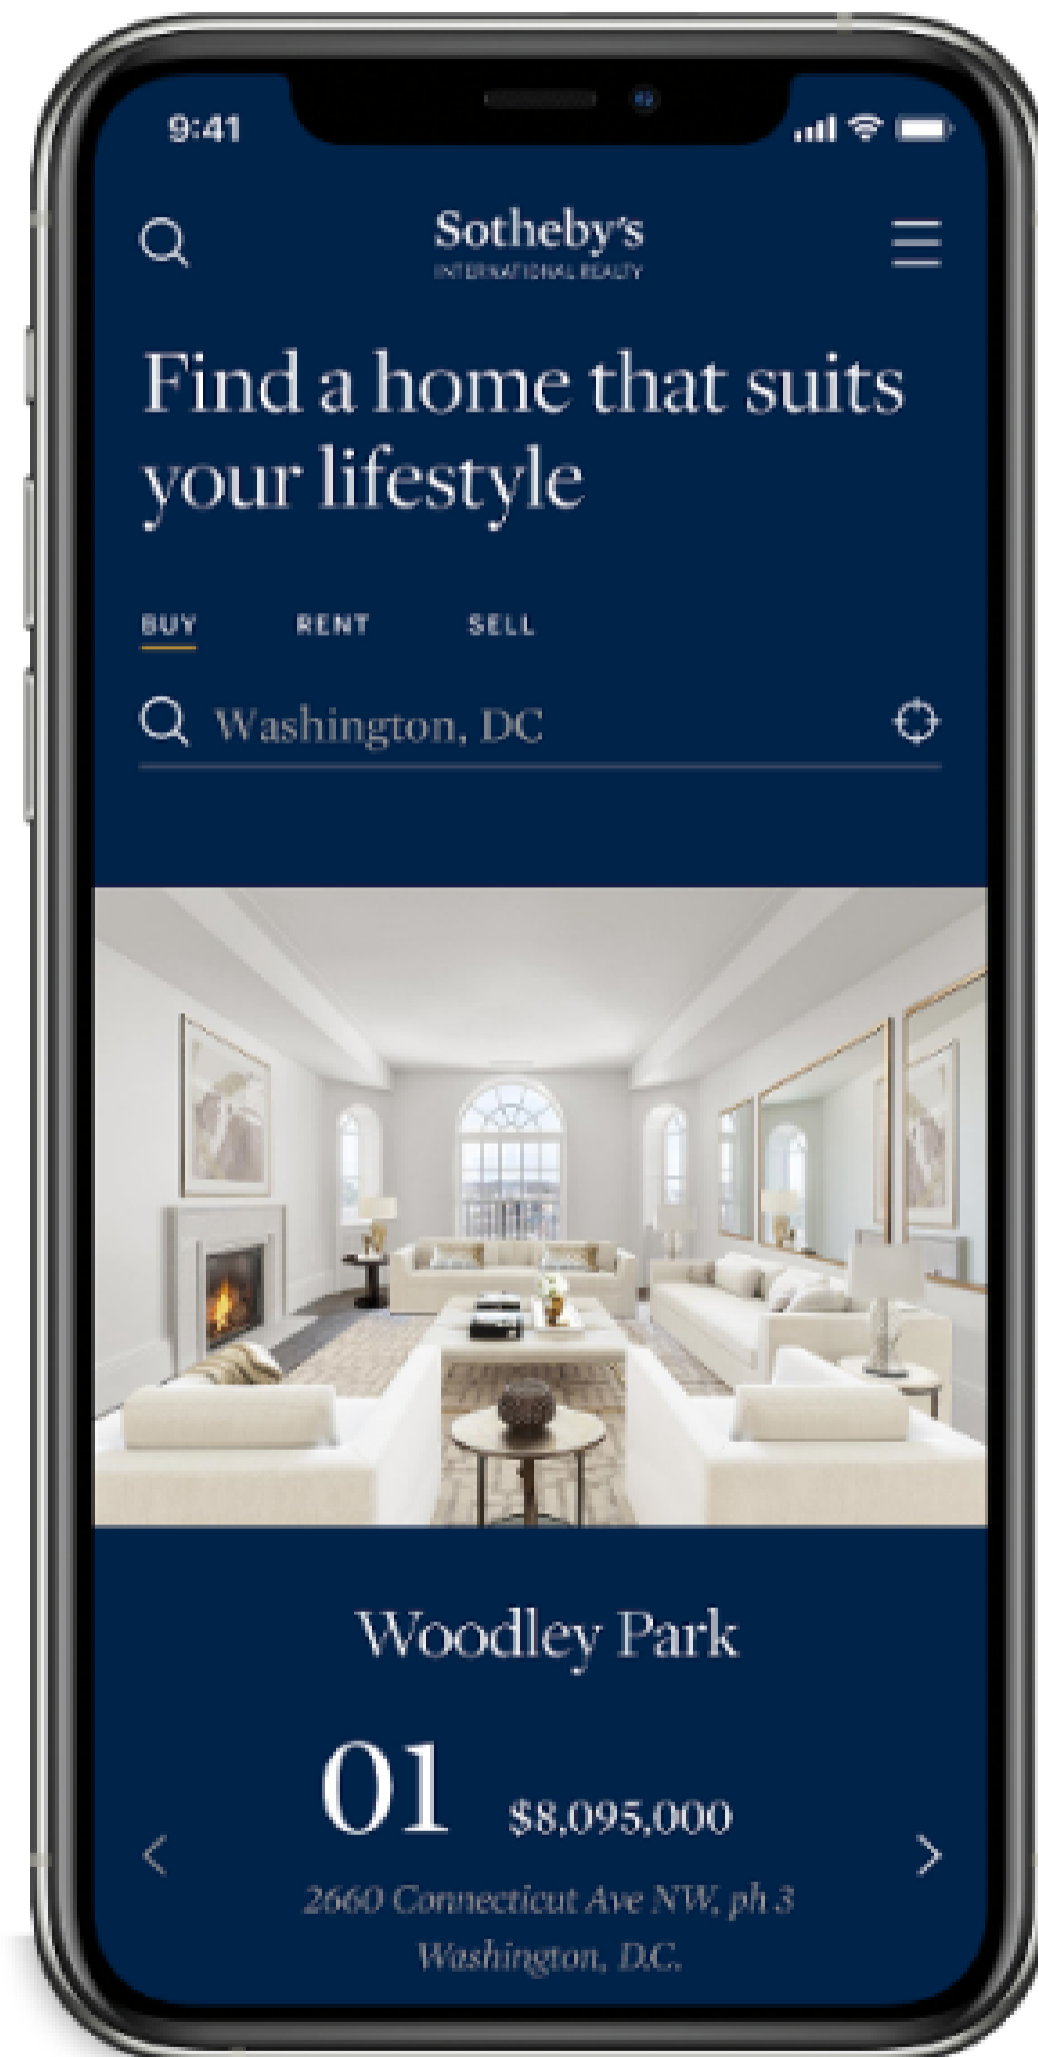 9:41
Sotheby's
INTERNATIONAL REALTY
Find a home that suits
your lifestyle
BUY RENT SELL
Washington, DC
Woodley Park
01 $8,095,000
2660 Connecticut Ave NW, ph 3
Washington, D.C.